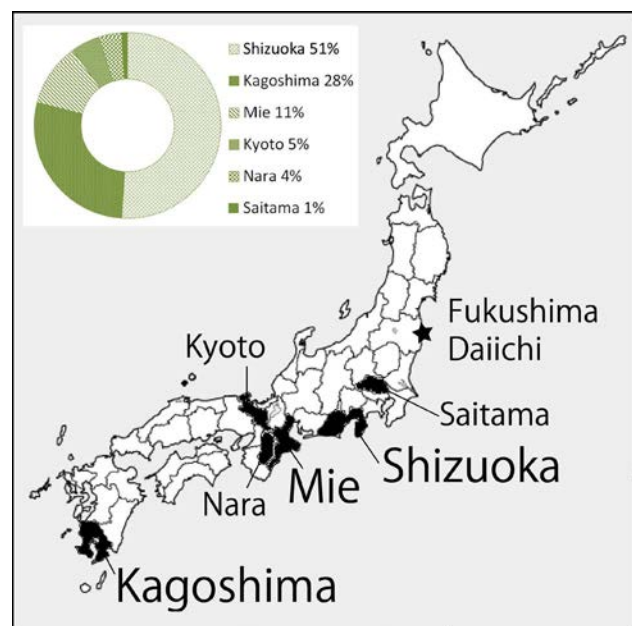 Shizuoka 51%
Kagoshima 28%
Mie 11%
Kyoto 5%
Nara 4%
Saitama 1%
Fukushima
Daiichi
Kyoto
Saitama
Shizuoka
Mie
Nara
Kagoshima